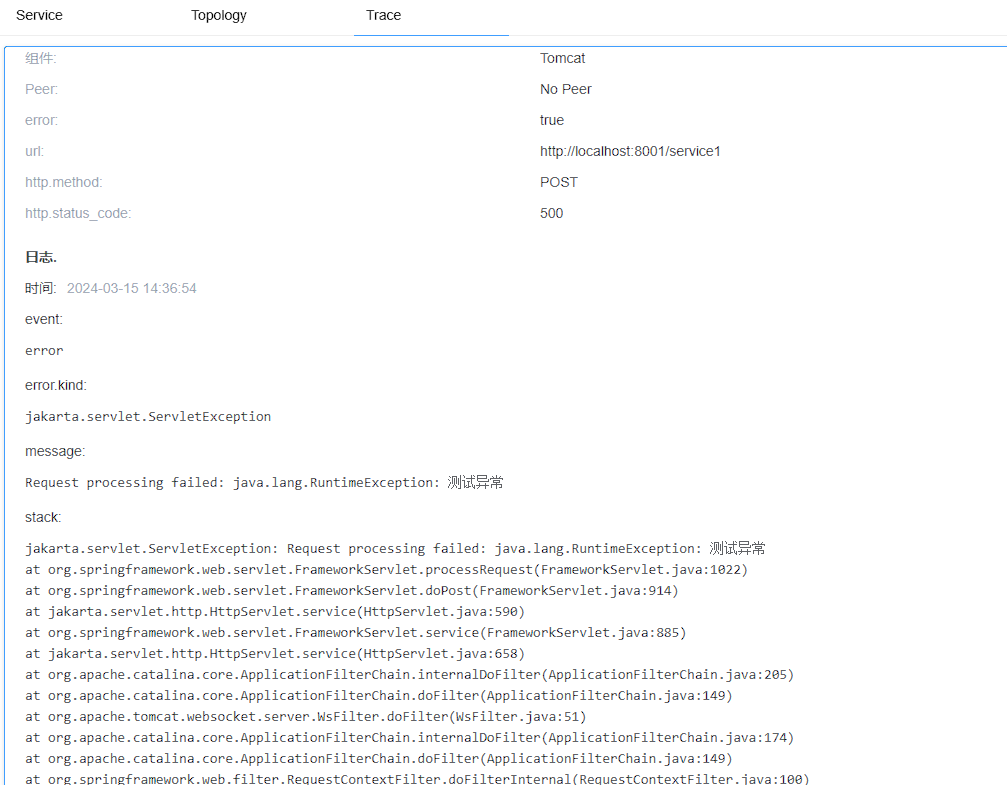 Service Topology Trace
组件: Tomcat
Peer: No Peer
error: true
url: http://localhost:8001/service1
http.method: POST
http.status_code: 500
日志.
时间: 2024-03-15 14:36:54
event:
error
error.kind:
jakarta.servlet.ServletException
message:
Request processing failed: java.lang.RuntimeException: 测试异常
stack:
jakarta.servlet.ServletException: Request processing failed: java.lang.RuntimeException: 测试异常
at org.springframework.web.servlet.FrameworkServlet.processRequest(FrameworkServlet.java:1022)
at org.springframework.web.servlet.FrameworkServlet.doPost(FrameworkServlet.java:914)
at jakarta.servlet.http.HttpServlet.service(HttpServlet.java:590)
at org.springframework.web.servlet.FrameworkServlet.service(FrameworkServlet.java:885)
at jakarta.servlet.http.HttpServlet.service(HttpServlet.java:658)
at org.apache.catalina.core.ApplicationFilterChain.internalDoFilter(ApplicationFilterChain.java:205)
at org.apache.catalina.core.ApplicationFilterChain.doFilter(ApplicationFilterChain.java:149)
at org.apache.tomcat.websocket.server.WsFilter.doFilter(WsFilter.java:51)
at org.apache.catalina.core.ApplicationFilterChain.internalDoFilter(ApplicationFilterChain.java:174)
at org.apache.catalina.core.ApplicationFilterChain.doFilter(ApplicationFilterChain.java:149)
at org.springframework.web.filter.RequestContextFilter.doFilterInternal(RequestContextFilter.java:100)